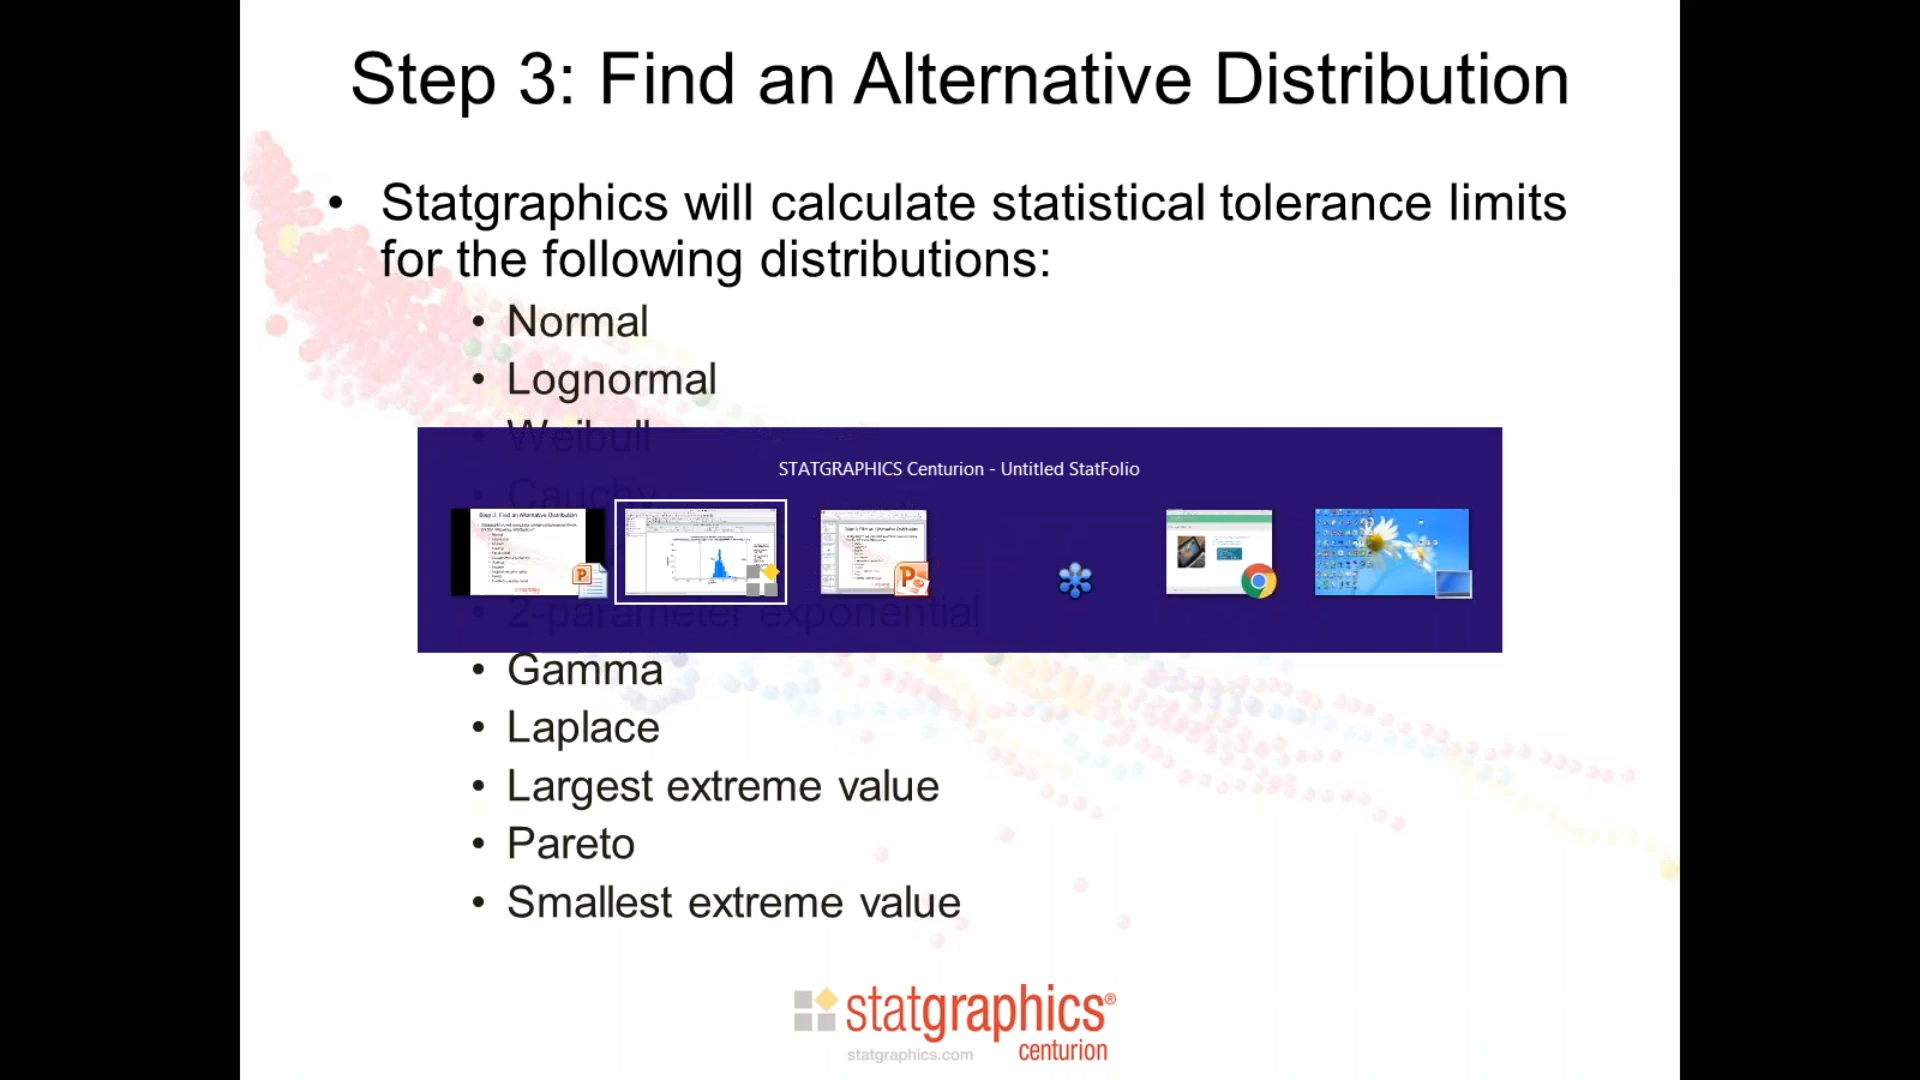 Step 3: Find an Alternative Distribution
• Statgraphics will calculate statistical tolerance limits
for the following distributions:
• Normal
• Lognormal
• Weibull
STATGRAPHICS Centurion - Untitled StatFolio
• Cauchy
• 2-parameter exponential
• Gamma
• Laplace
• Largest extreme value
• Pareto
• Smallest extreme value
statgraphics®
statgraphics.com centurion